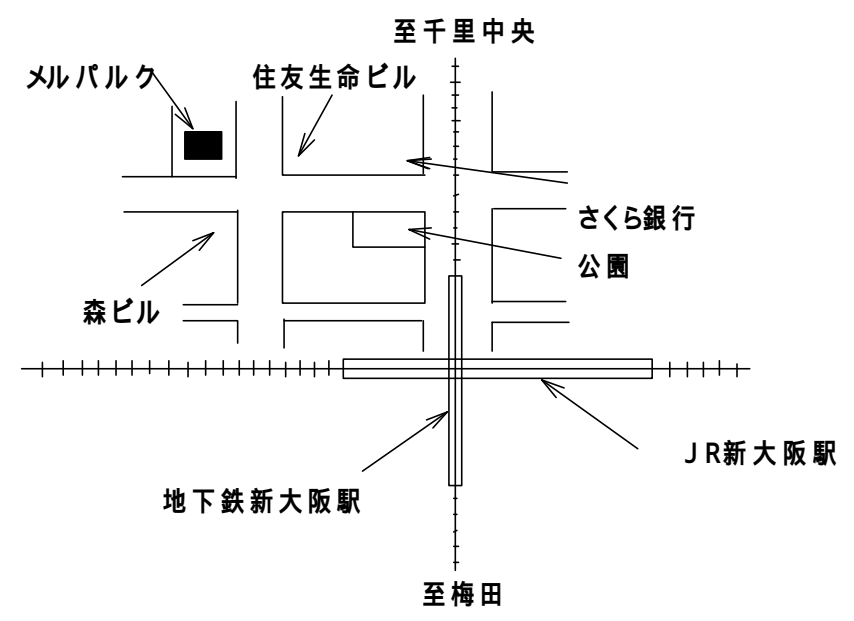 至千里中央
メルパルク
住友生命ビル
さくら銀行
公園
森ビル
JR新大阪駅
地下鉄新大阪駅
至梅田